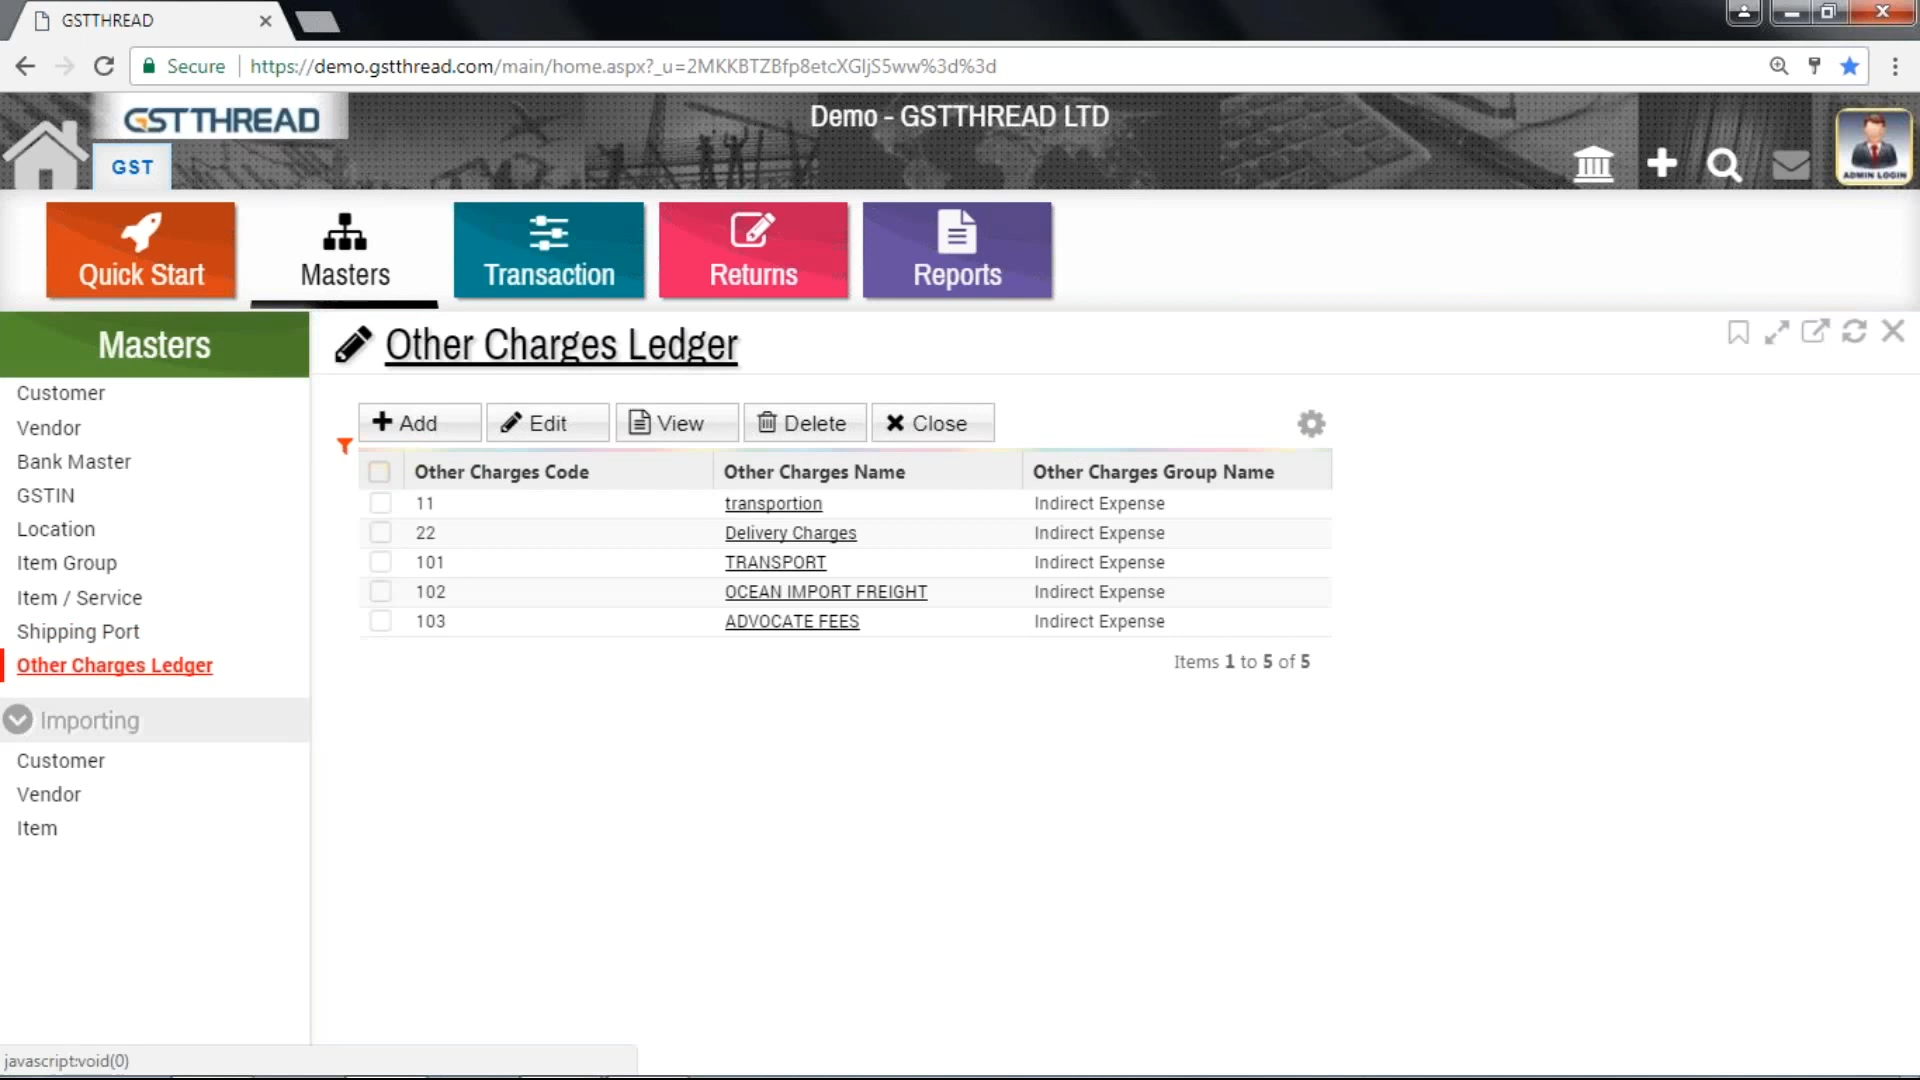 GSTTHREAD
Secure
https://demo.gstthread.com/main/home.aspx?_u=2MKKBTZBfp8etcXGljS5ww%3d%3d
GSTTHREAD
Demo - GSTTHREAD LTD
GST
ADMIN LOGIN
Quick Start
Masters
Transaction
Returns
Reports
Masters
Customer
Vendor
Bank Master
GSTIN
Location
Item Group
Item / Service
Shipping Port
Other Charges Ledger
Importing
Customer
Vendor
Item
Other Charges Ledger
Add Edit View Delete Close
Other Charges Code Other Charges Name Other Charges Group Name
11 transportion Indirect Expense
22 Delivery Charges Indirect Expense
101 TRANSPORT Indirect Expense
102 OCEAN IMPORT FREIGHT Indirect Expense
103 ADVOCATE FEES Indirect Expense
Items 1 to 5 of 5
javascript:void(0)